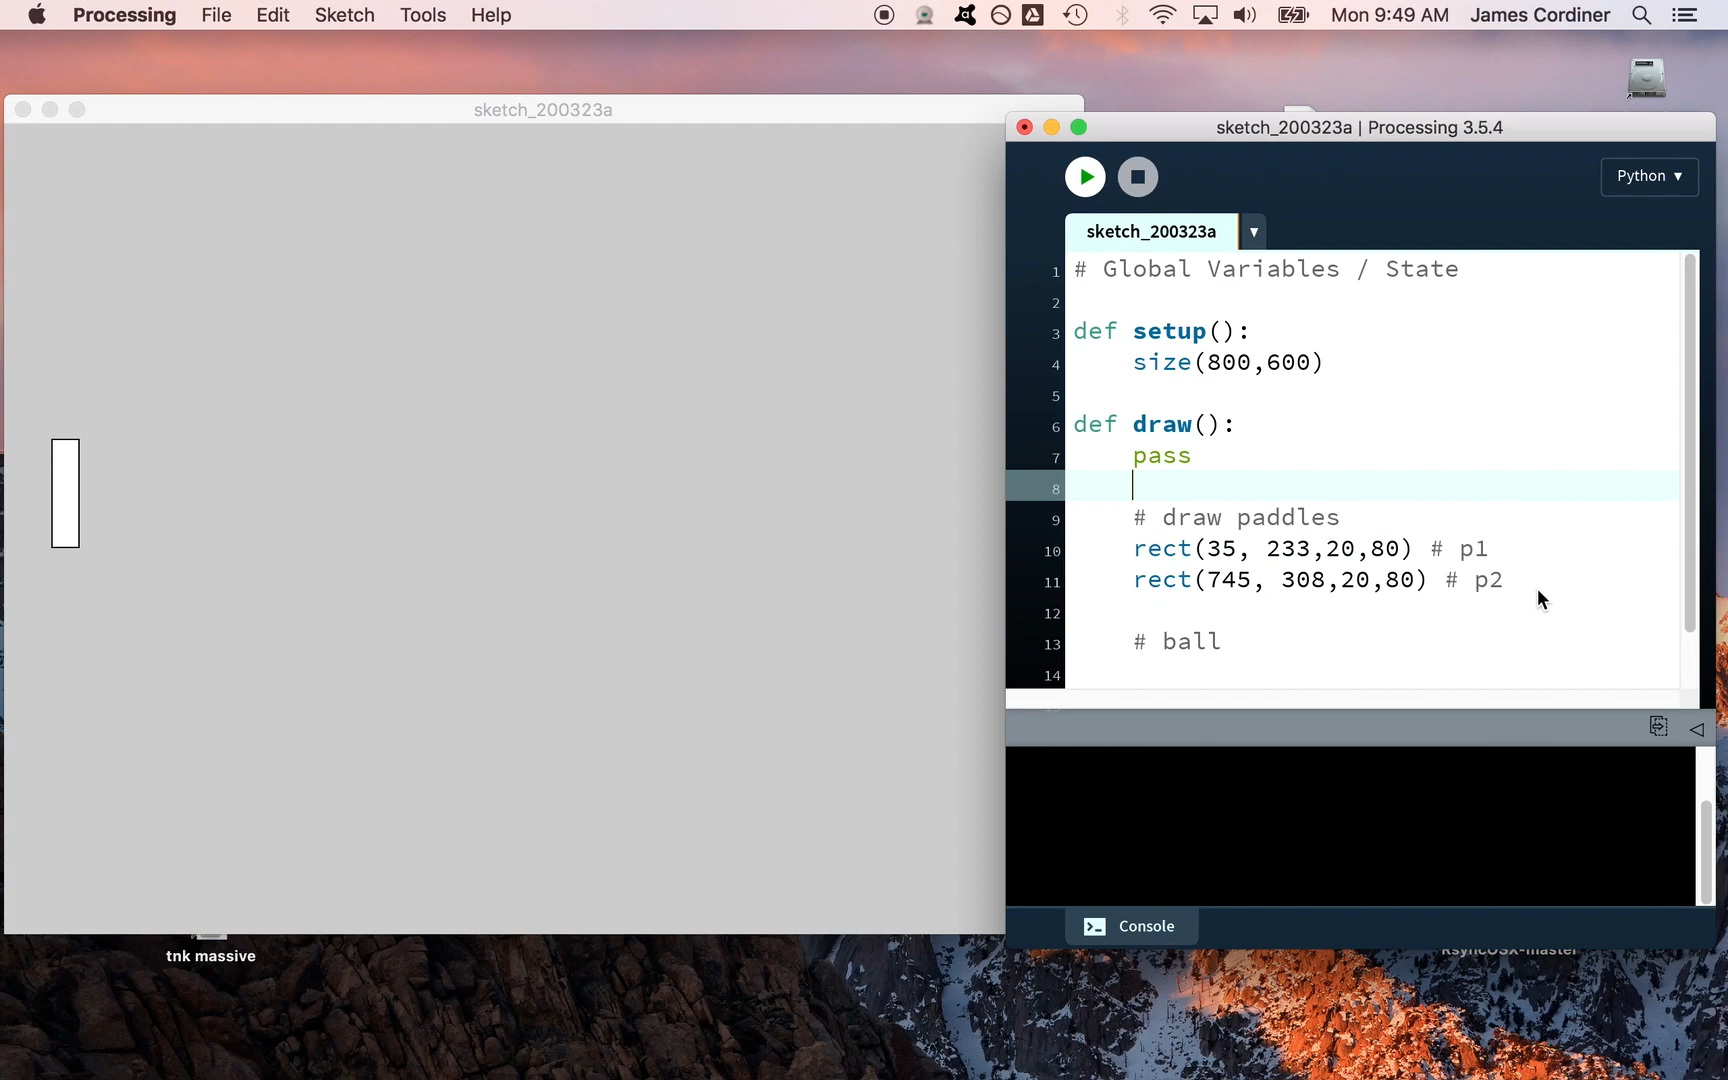 Processing File Edit Sketch Tools Help Mon 9:49 AM James Cordiner
sketch_200323a
sketch_200323a | Processing 3.5.4
Python ▼
sketch_200323a ▼
1 # Global Variables / State
2
3 def setup():
4 size(800,600)
5
6 def draw():
7 pass
8
9 # draw paddles
10 rect(35, 233,20,80) # p1
11 rect(745, 308,20,80) # p2
12
13 # ball
14
Console
tnk massive
RsyncOSX-master